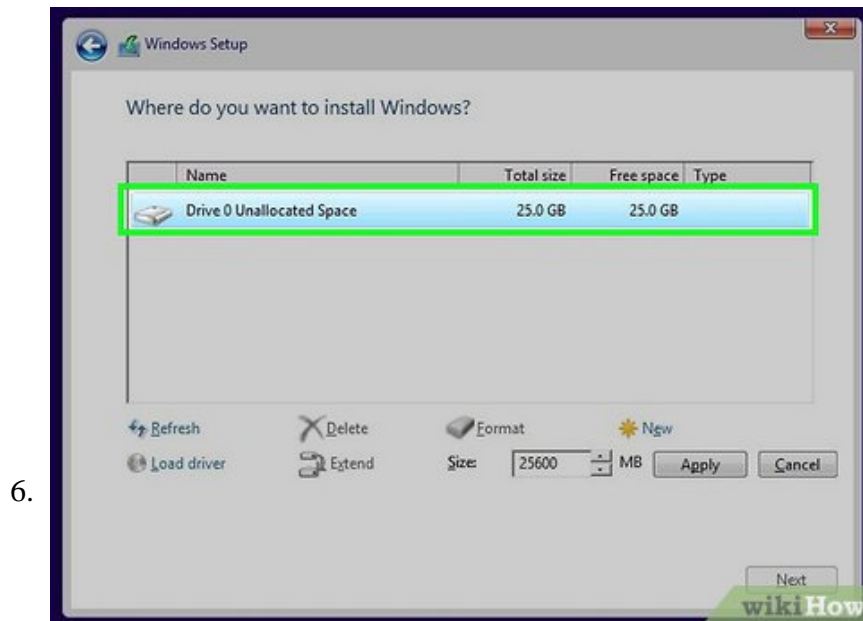 Windows Setup
Where do you want to install Windows?
Name Total size Free space Type
Drive 0 Unallocated Space 25.0 GB 25.0 GB
Refresh Delete Format New
Load driver Extend Size: 25600 MB Apply Cancel
6.
Next
wikiHow